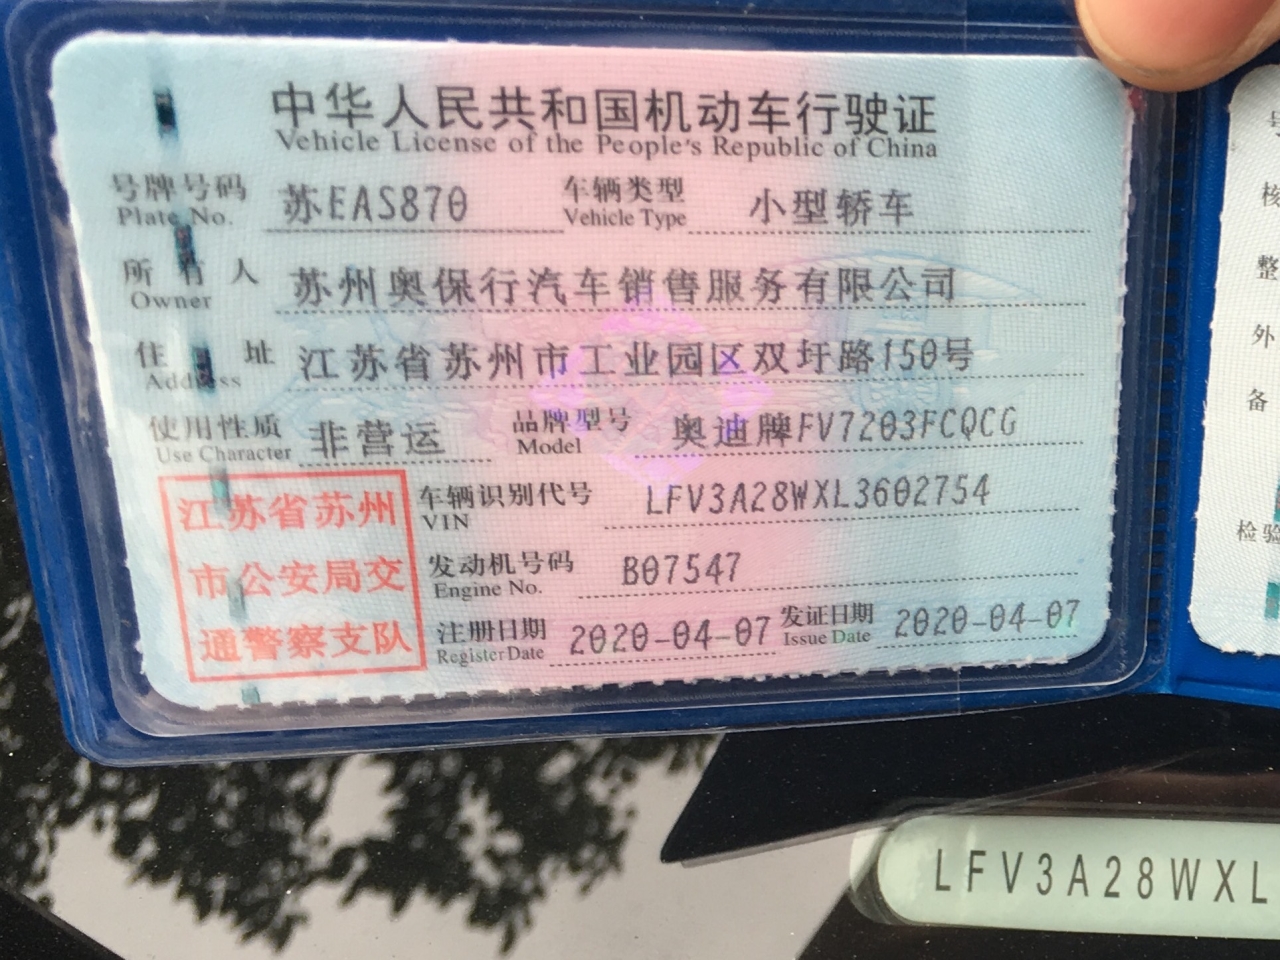 中华人民共和国机动车行驶证
Vehicle License of the People's Republic of China
号牌号码 苏EAS870 车辆类型 小型轿车
Plate No. Vehicle Type
所有人 苏州奥保行汽车销售服务有限公司
Owner
住址 江苏省苏州市工业园区双圩路150号
Address
使用性质 非营运 品牌型号 奥迪牌FV7203FCQCG
Use Character Model
江苏省苏州
市公安局交
通警察支队
车辆识别代号 LFV3A28WXL3602754
VIN
发动机号码 B07547
Engine No.
注册日期 2020-04-07 发证日期 2020-04-07
Register Date Issue Date
号
核
整
外
备
检验
LFV3A28WXL